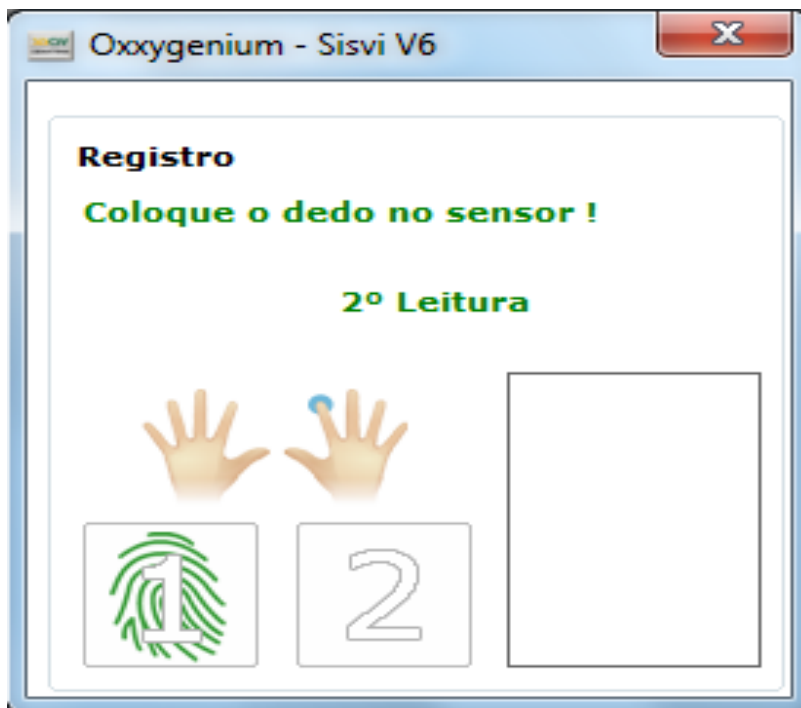 Oxxygenium - Sisvi V6
Registro
Coloque o dedo no sensor !
2º Leitura
1
2